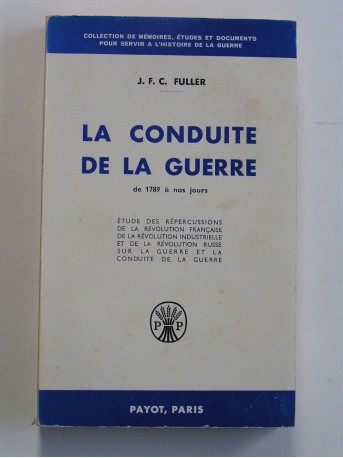 COLLECTION DE MÉMOIRES, ÉTUDES ET DOCUMENTS
POUR SERVIR A L'HISTOIRE DE LA GUERRE
J. F. C. FULLER
LA CONDUITE
DE LA GUERRE
de 1789 à nos jours
ÉTUDE DES RÉPERCUSSIONS
DE LA RÉVOLUTION FRANÇAISE
DE LA RÉVOLUTION INDUSTRIELLE
ET DE LA RÉVOLUTION RUSSE
SUR LA GUERRE ET LA
CONDUITE DE LA GUERRE
P P
PAYOT, PARIS